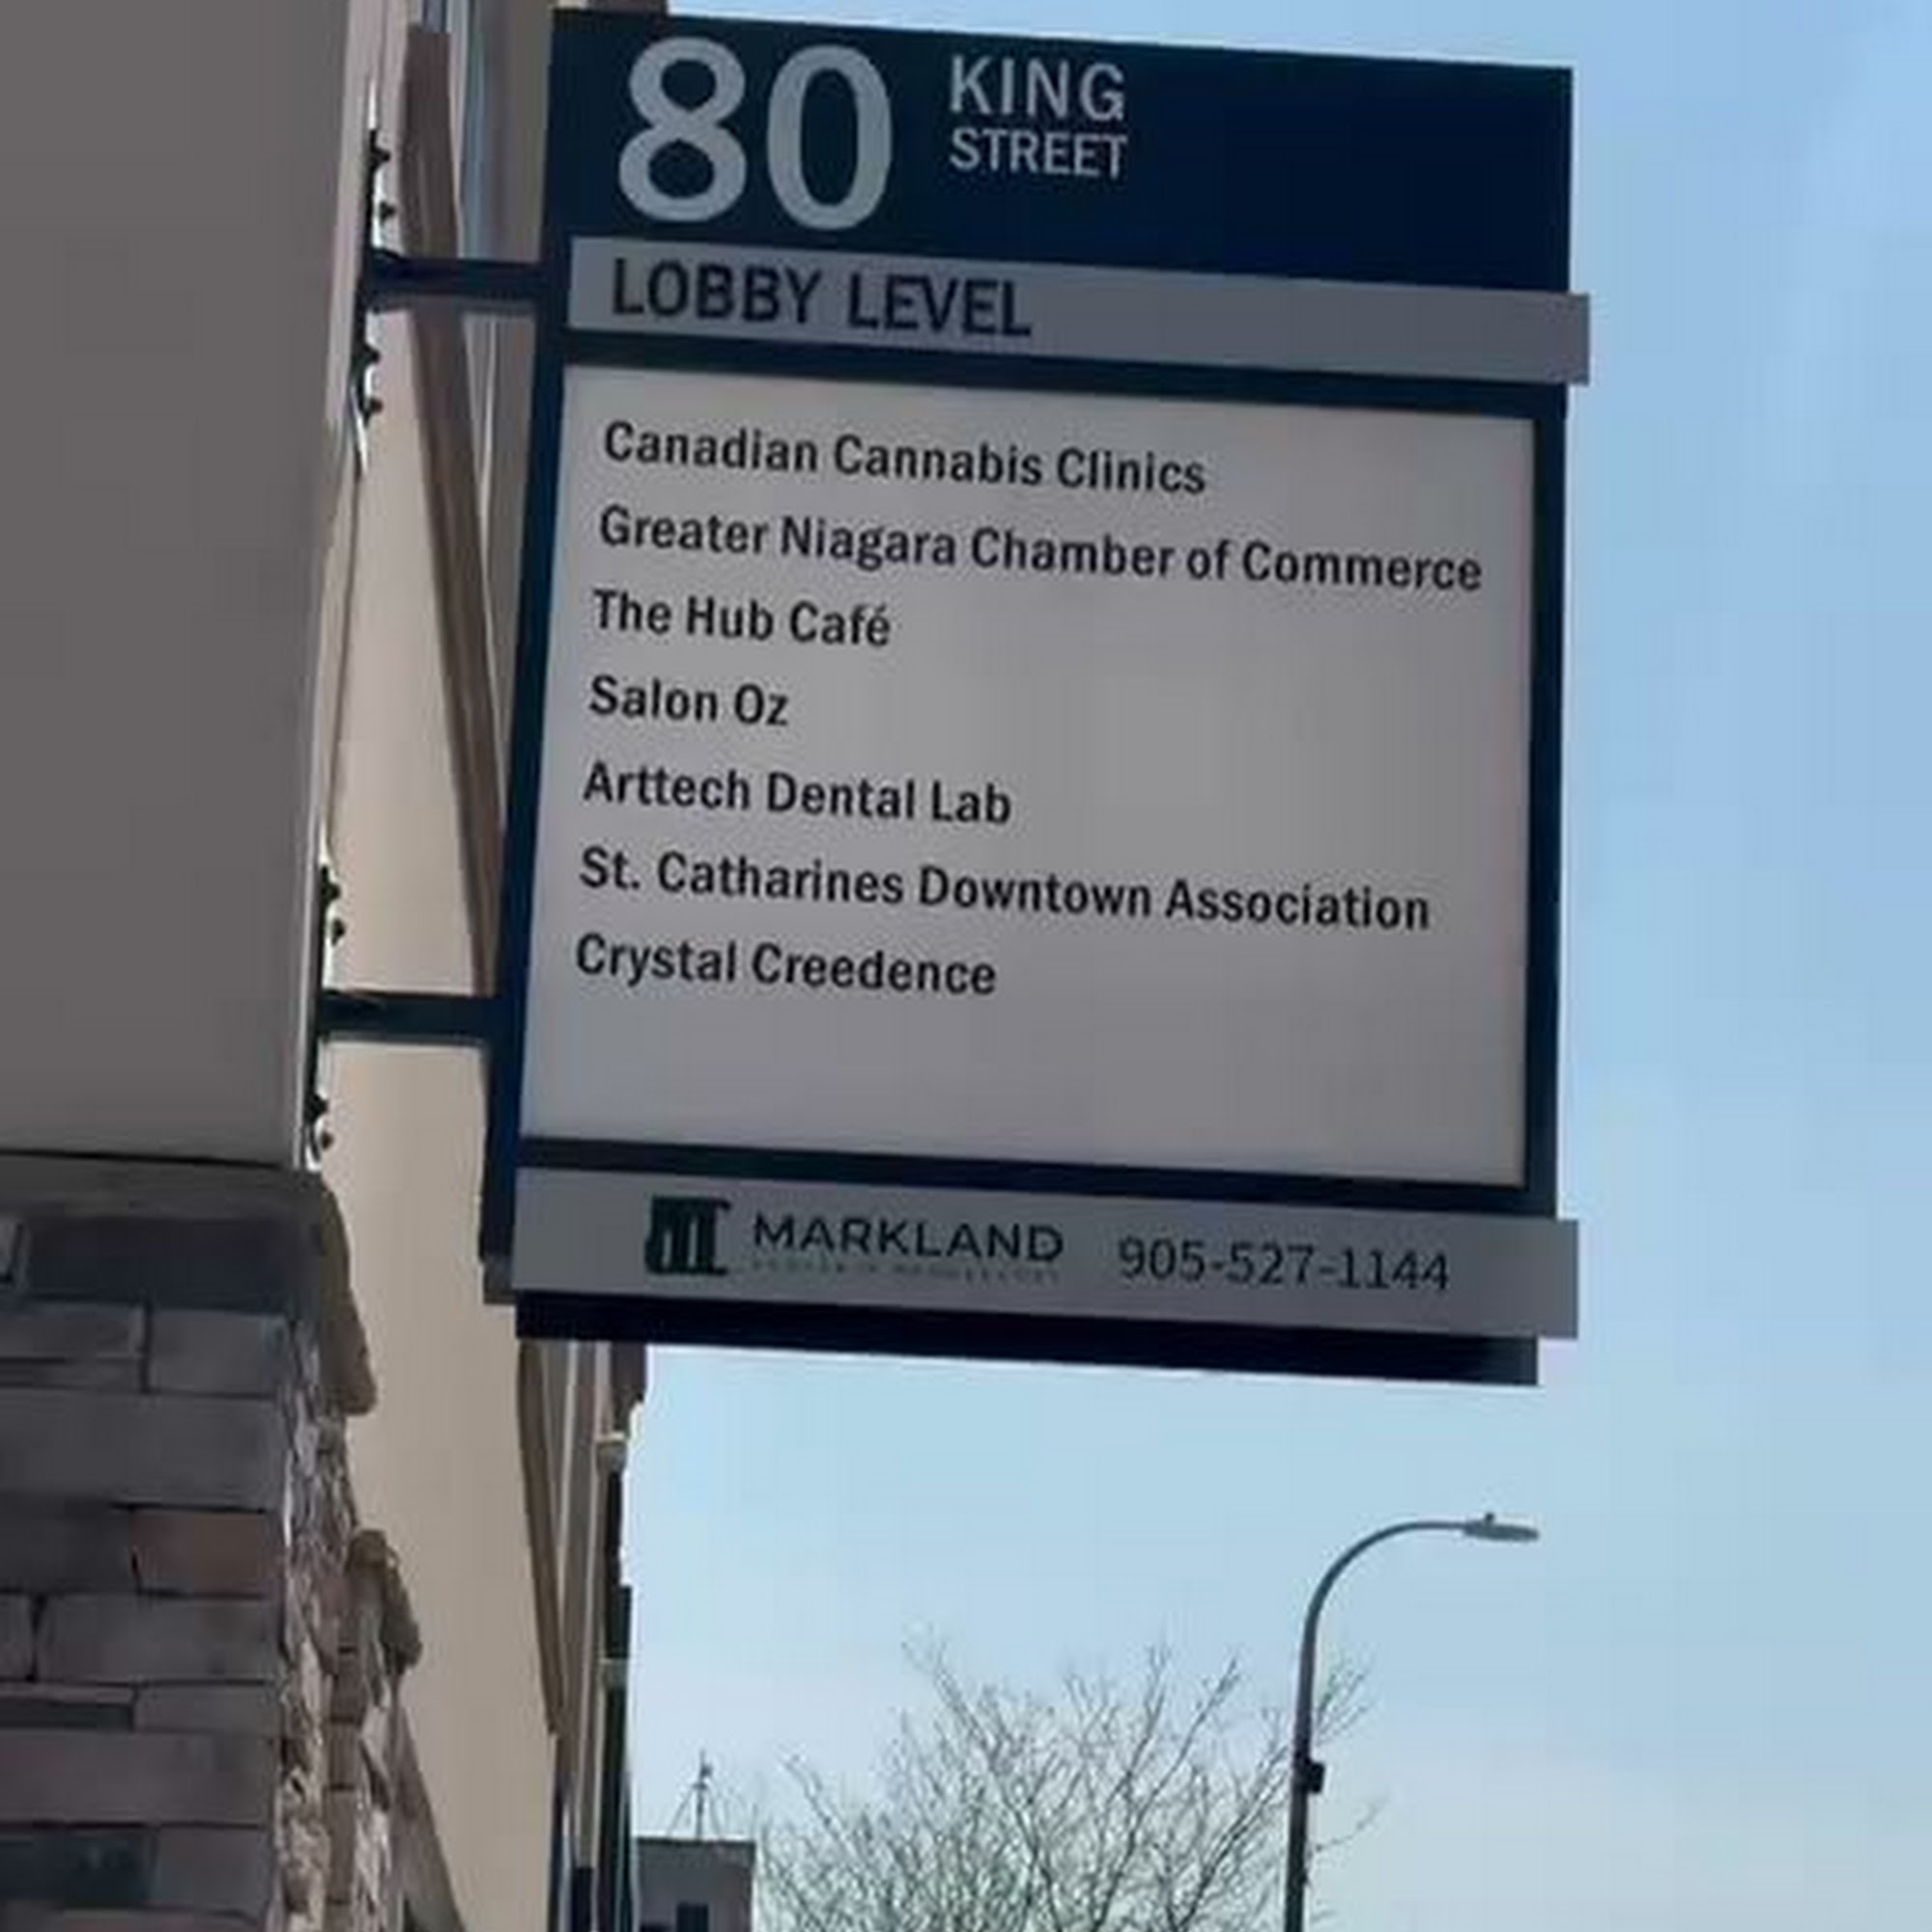 80 KING
STREET
LOBBY LEVEL
Canadian Cannabis Clinics
Greater Niagara Chamber of Commerce
The Hub Café
Salon Oz
Arttech Dental Lab
St. Catharines Downtown Association
Crystal Creedence
MARKLAND 905-527-1144